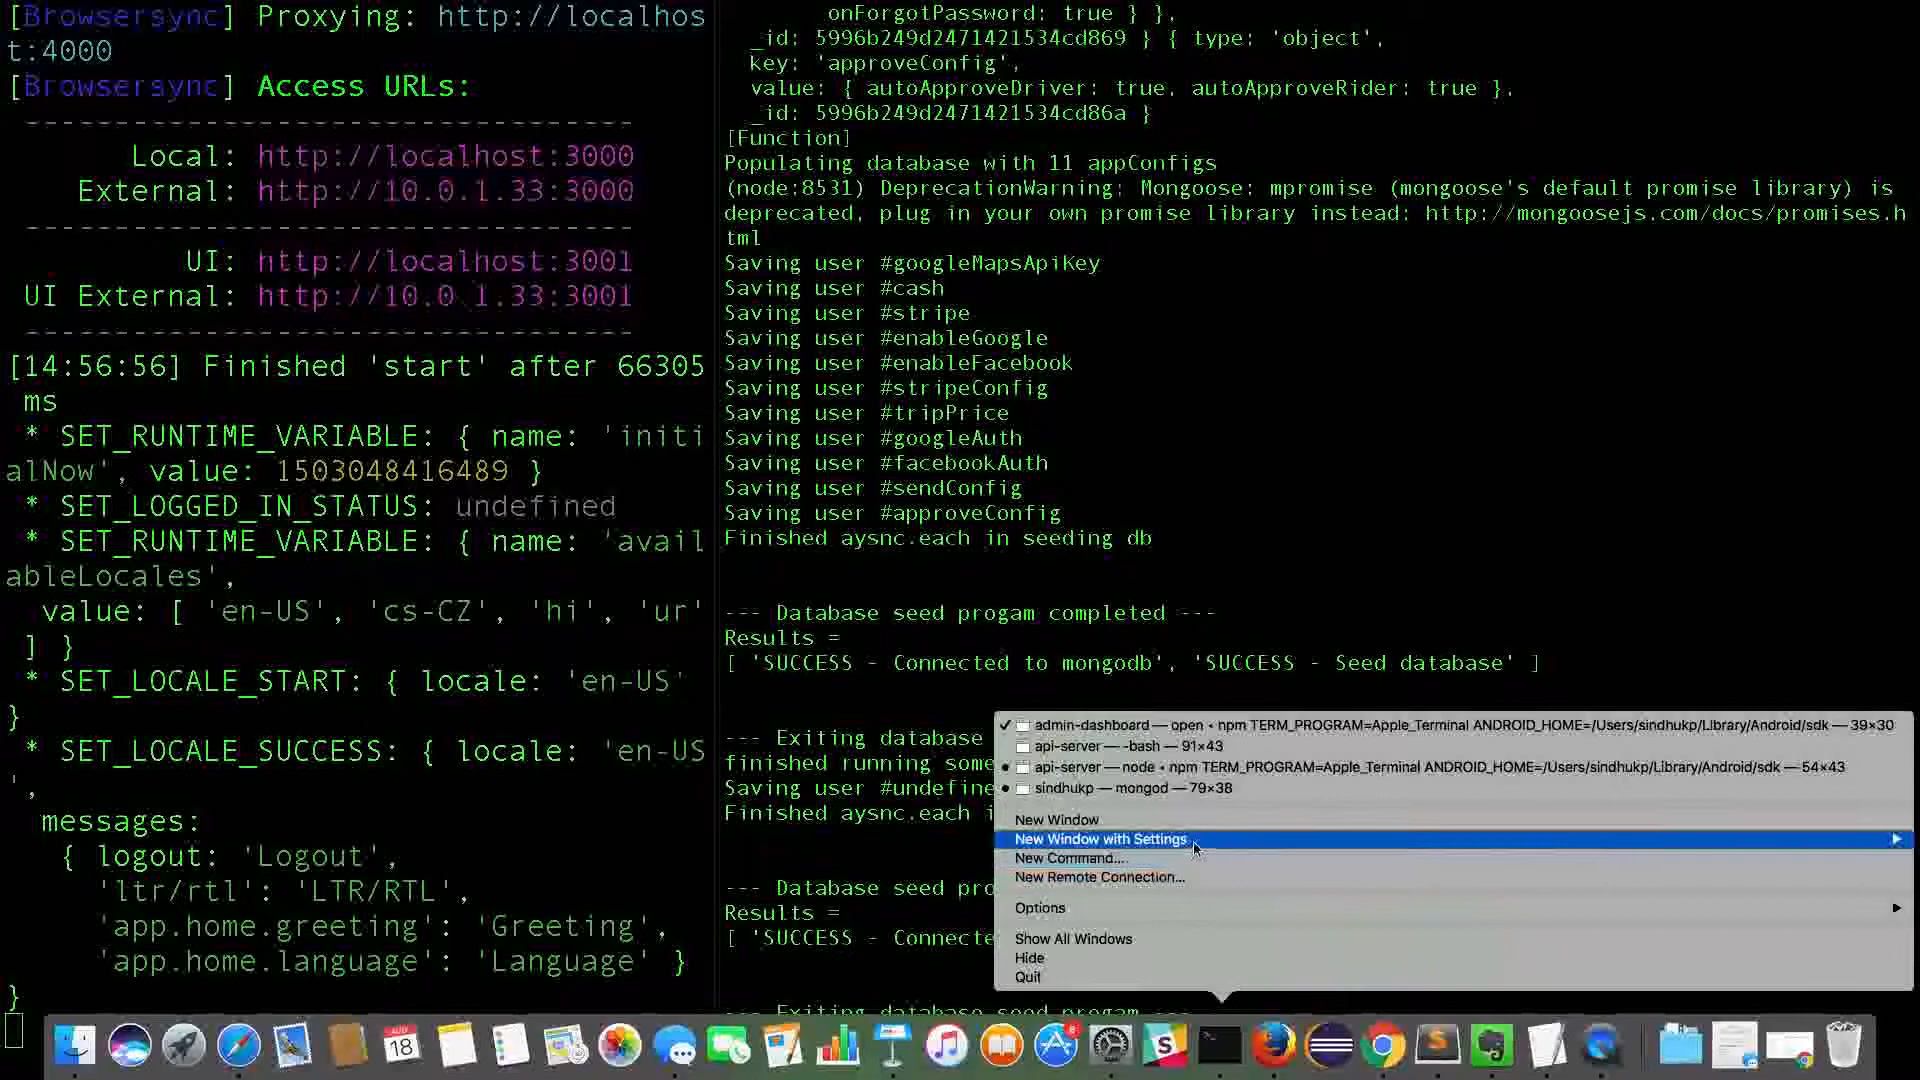 [Browsersync] Proxying: http://localhos
t:4000
[Browsersync] Access URLs:
--------------------------------------
Local: http://localhost:3000
External: http://10.0.1.33:3000
--------------------------------------
UI: http://localhost:3001
UI External: http://10.0.1.33:3001
--------------------------------------
[14:56:56] Finished 'start' after 66305
ms
* SET_RUNTIME_VARIABLE: { name: 'initi
alNow', value: 1503048416489 }
* SET_LOGGED_IN_STATUS: undefined
* SET_RUNTIME_VARIABLE: { name: 'avail
ableLocales',
value: [ 'en-US', 'cs-CZ', 'hi', 'ur'
] }
* SET_LOCALE_START: { locale: 'en-US'
}
* SET_LOCALE_SUCCESS: { locale: 'en-US
',
messages:
{ logout: 'Logout',
'ltr/rtl': 'LTR/RTL',
'app.home.greeting': 'Greeting',
'app.home.language': 'Language' }
}
onForgotPassword: true } },
_id: 5996b249d2471421534cd869 } { type: 'object',
key: 'approveConfig',
value: { autoApproveDriver: true, autoApproveRider: true },
_id: 5996b249d2471421534cd86a }
[Function]
Populating database with 11 appConfigs
(node:8531) DeprecationWarning: Mongoose: mpromise (mongoose's default promise library) is
deprecated, plug in your own promise library instead: http://mongoosejs.com/docs/promises.h
tml
Saving user #googleMapsApiKey
Saving user #cash
Saving user #stripe
Saving user #enableGoogle
Saving user #enableFacebook
Saving user #stripeConfig
Saving user #tripPrice
Saving user #googleAuth
Saving user #facebookAuth
Saving user #sendConfig
Saving user #approveConfig
Finished aysnc.each in seeding db
--- Database seed progam completed ---
Results =
[ 'SUCCESS - Connected to mongodb', 'SUCCESS - Seed database' ]
--- Exiting database
finished running some
Saving user #undefine
Finished aysnc.each i
--- Database seed pro
Results =
[ 'SUCCESS - Connecte
--- Exiting database seed progam ---
✓ admin-dashboard — open • npm TERM_PROGRAM=Apple_Terminal ANDROID_HOME=/Users/sindhukp/Library/Android/sdk — 39×30
api-server — -bash — 91×43
• api-server — node • npm TERM_PROGRAM=Apple_Terminal ANDROID_HOME=/Users/sindhukp/Library/Android/sdk — 54×43
• sindhukp — mongod — 79×38
New Window
New Window with Settings
New Command...
New Remote Connection...
Options
Show All Windows
Hide
Quit
AUG
18
8